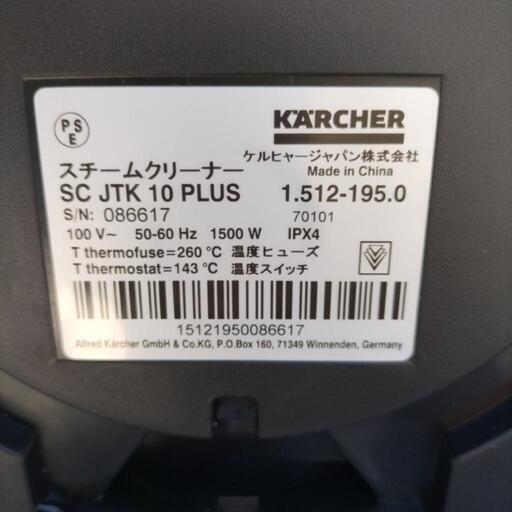 PSE
KÄRCHER
ケルヒャージャパン株式会社
スチームクリーナー
Made in China
SC JTK 10 PLUS 1.512-195.0
S/N: 086617 70101
100 V~ 50-60 Hz 1500 W IPX4
T thermofuse=260 °C 温度ヒューズ
T thermostat=143 °C 温度スイッチ
15121950086617
Alfred Kärcher GmbH & Co.KG, P.O.Box 160, 71349 Winnenden, Germany